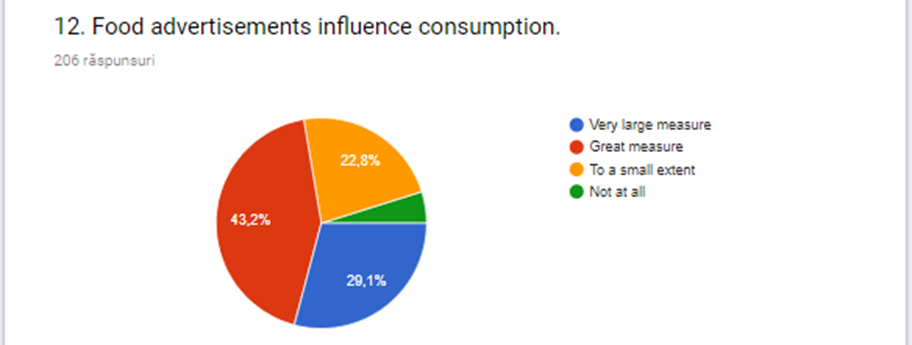 12. Food advertisements influence consumption.
206 răspunsuri
Very large measure
Great measure
To a small extent
Not at all
22,8%
43,2%
29,1%